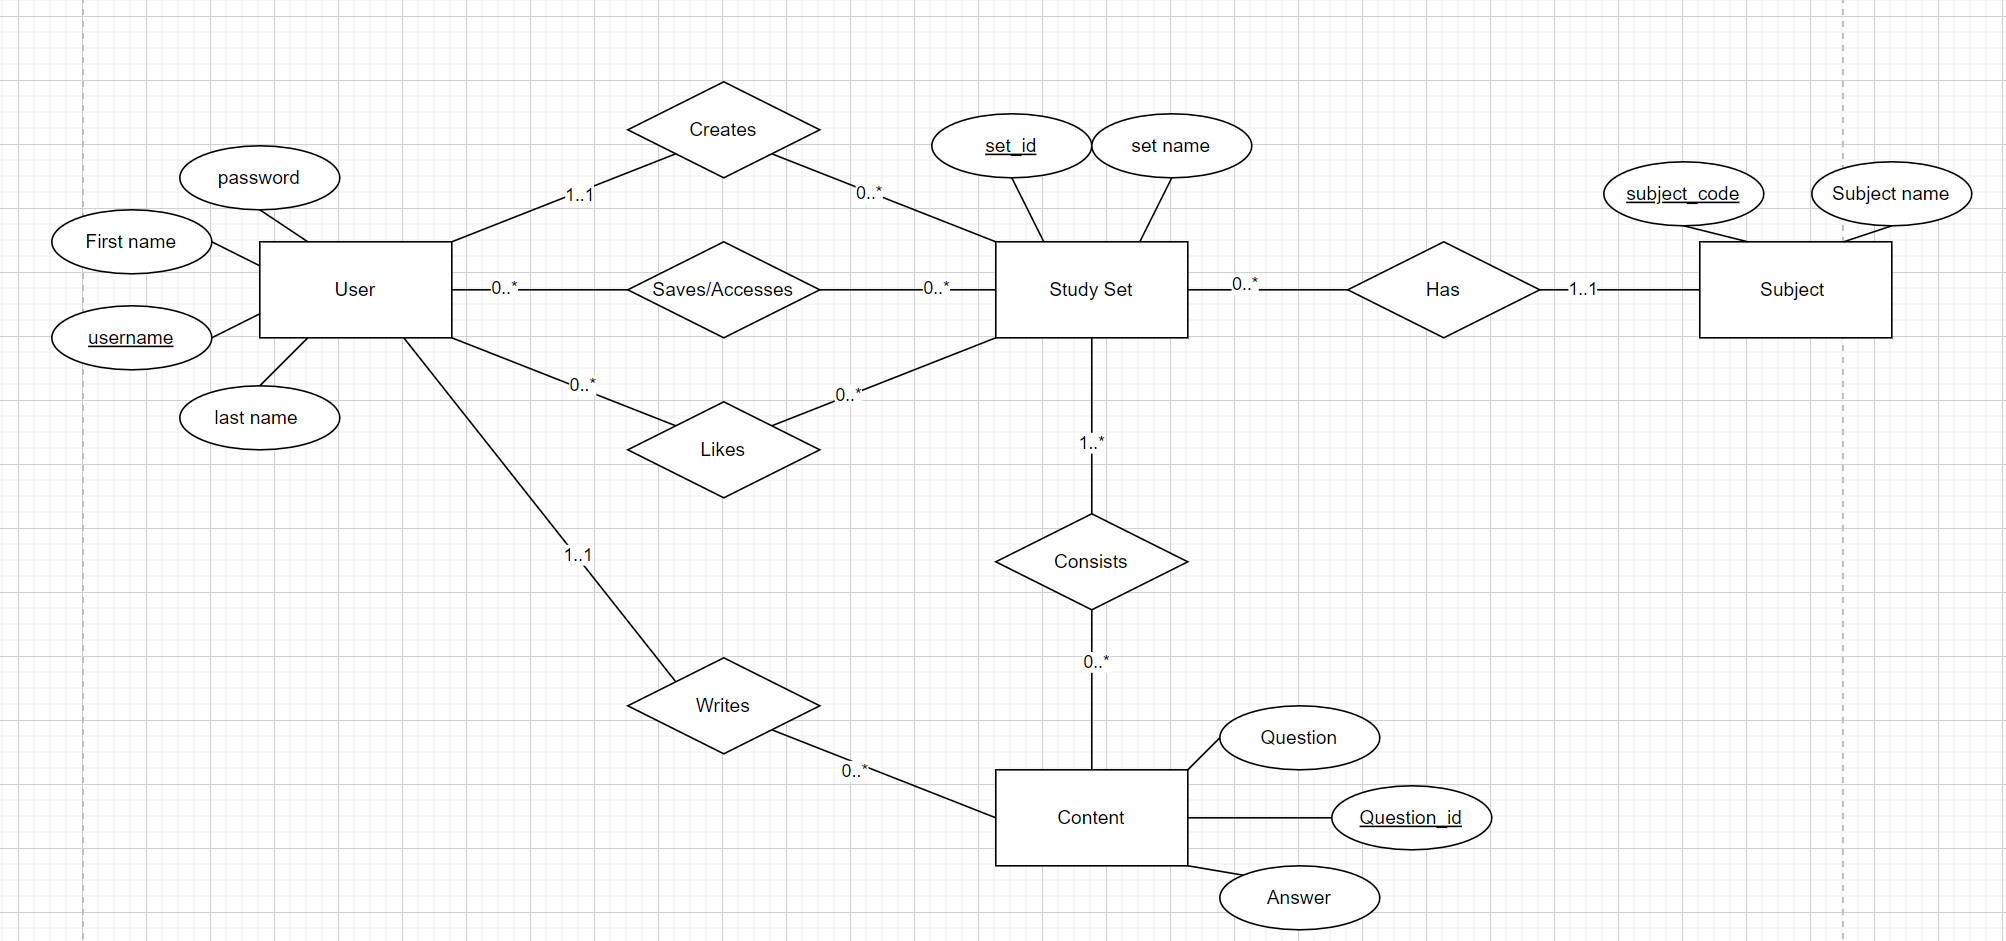 Creates
set_id
set name
password
subject_code
Subject name
1..1
0..*
First name
User
0..*
Saves/Accesses
0..*
Study Set
0..*
Has
1..1
Subject
username
0..*
0..*
last name
Likes
1..*
1..1
Consists
0..*
Writes
0..*
Question
Content
Question_id
Answer